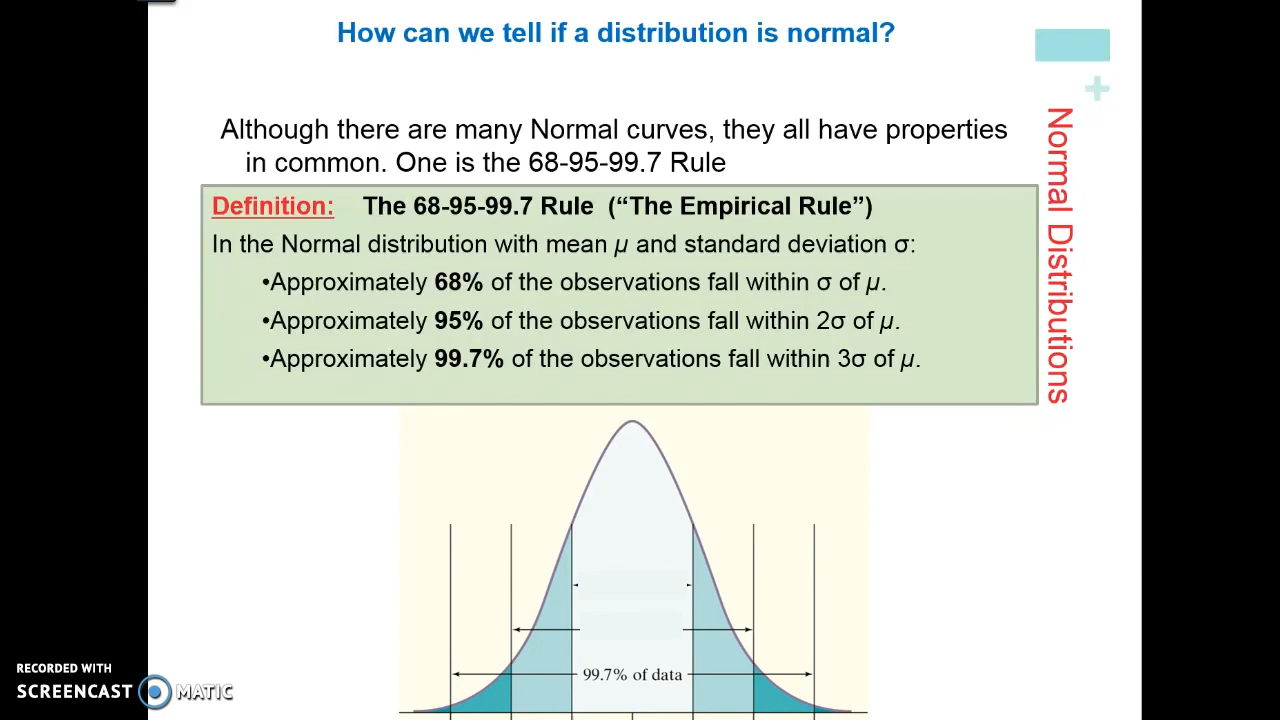 How can we tell if a distribution is normal?
+
Although there are many Normal curves, they all have properties
in common. One is the 68-95-99.7 Rule
Normal Distributions
Definition: The 68-95-99.7 Rule (“The Empirical Rule”)
In the Normal distribution with mean µ and standard deviation σ:
•Approximately 68% of the observations fall within σ of µ.
•Approximately 95% of the observations fall within 2σ of µ.
•Approximately 99.7% of the observations fall within 3σ of µ.
99.7% of data
RECORDED WITH
SCREENCAST MATIC